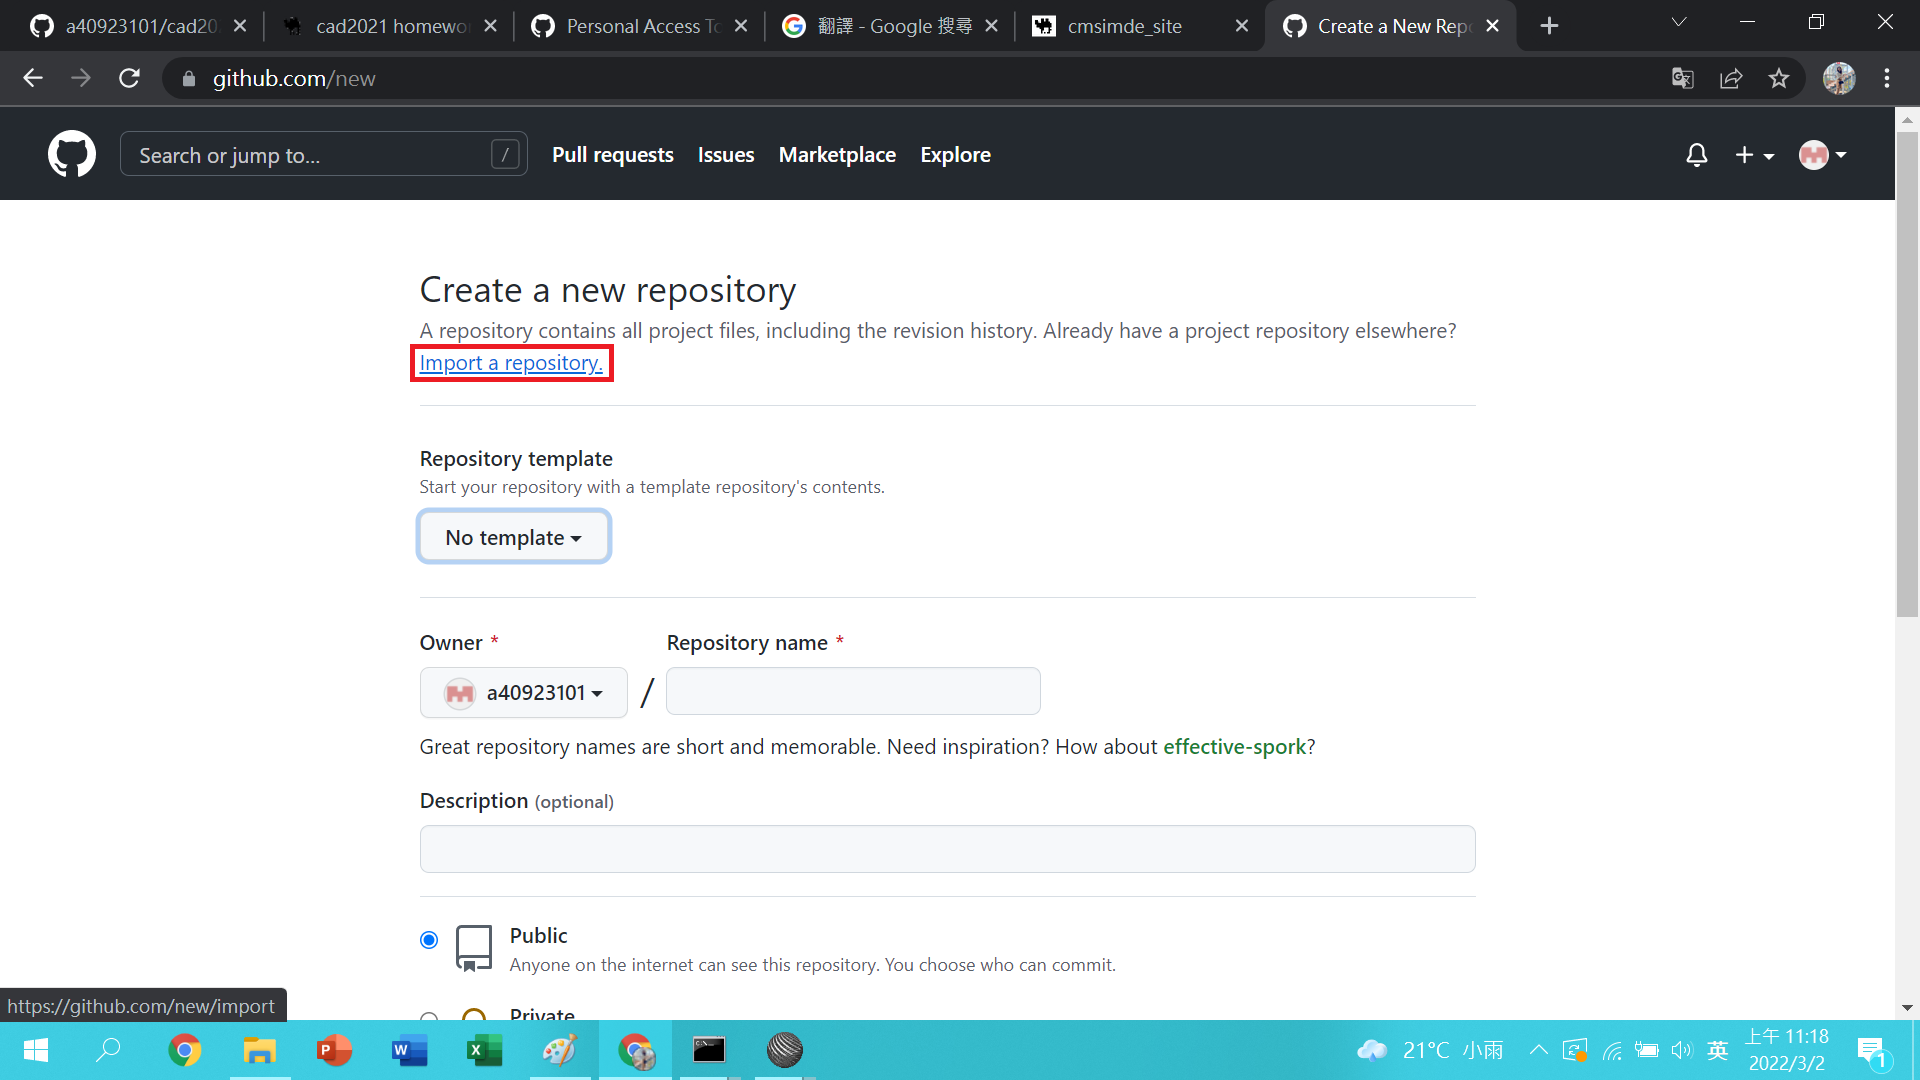 a40923101/cad20
cad2021 homewo
Personal Access To
翻譯 - Google 搜尋
cmsimde_site
Create a New Rep
github.com/new
Search or jump to...
/
Pull requests
Issues
Marketplace
Explore
Create a new repository
A repository contains all project files, including the revision history. Already have a project repository elsewhere?
Import a repository.
Repository template
Start your repository with a template repository's contents.
No template
Owner *
Repository name *
a40923101
/
Great repository names are short and memorable. Need inspiration? How about effective-spork?
Description (optional)
Public
Anyone on the internet can see this repository. You choose who can commit.
Private
https://github.com/new/import
21°C 小雨
英
上午 11:18
2022/3/2
1